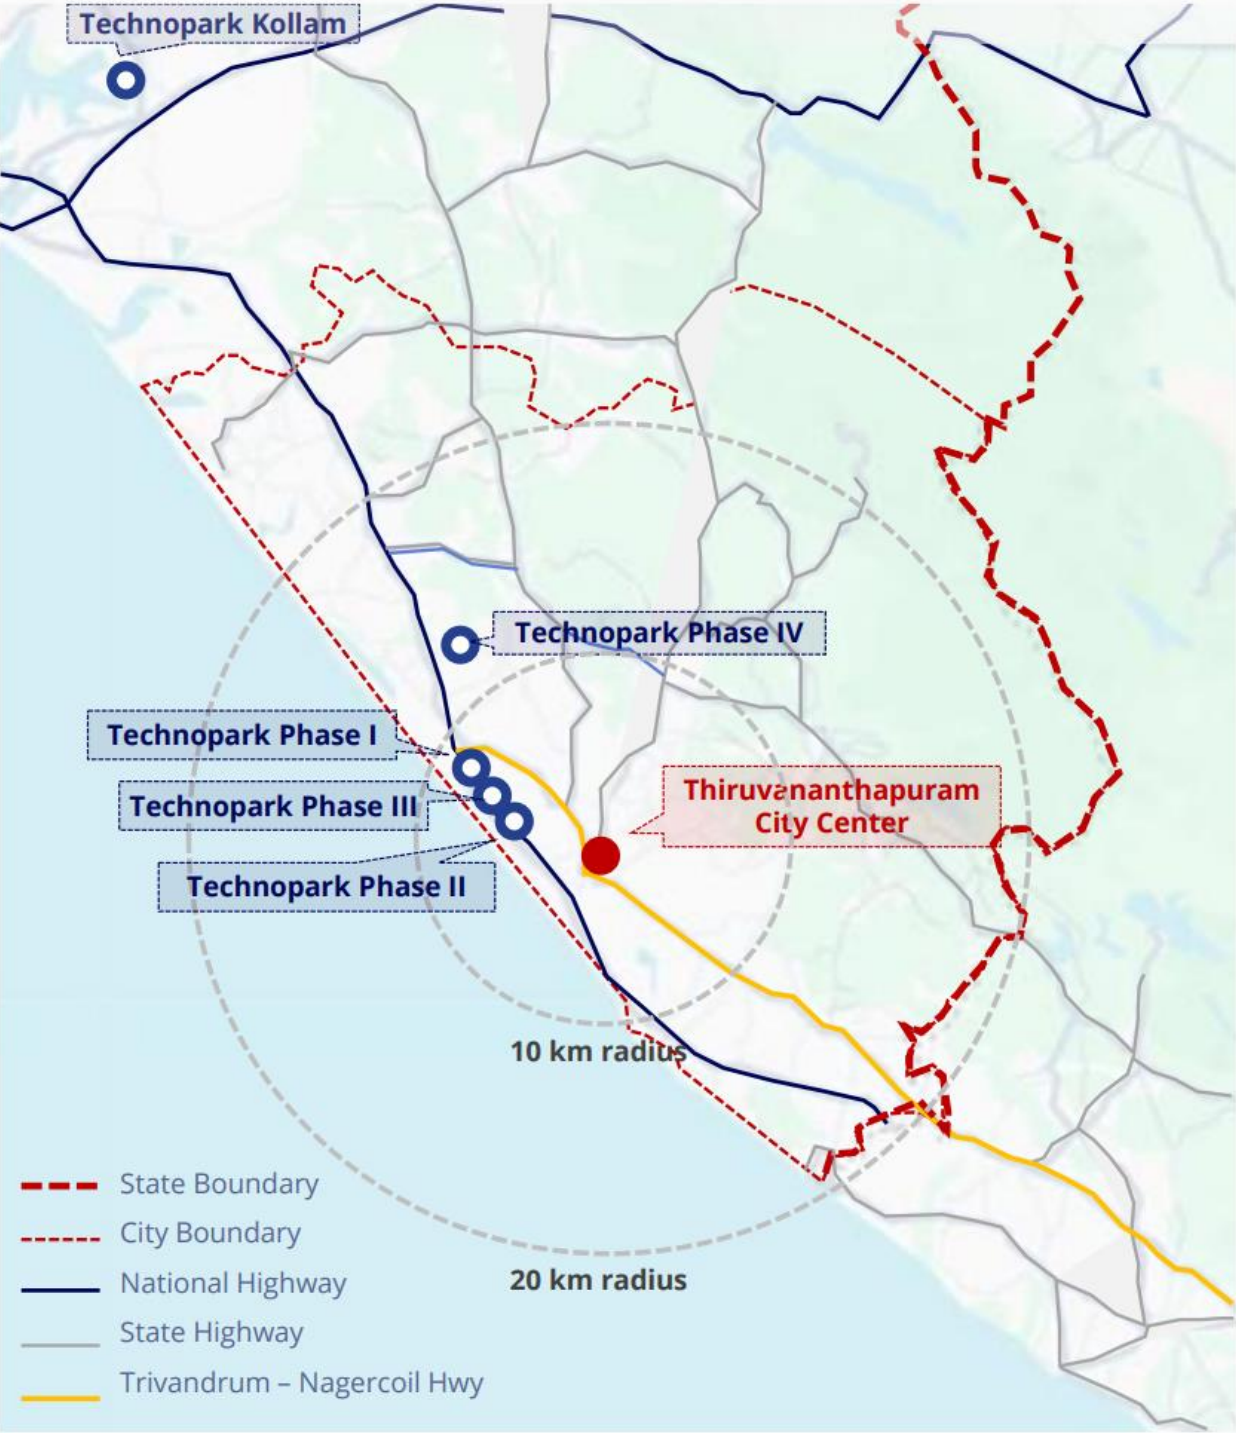 Technopark Kollam
Technopark Phase IV
Technopark Phase I
Technopark Phase III
Technopark Phase II
Thiruvananthapuram
City Center
10 km radius
20 km radius
State Boundary
City Boundary
National Highway
State Highway
Trivandrum – Nagercoil Hwy